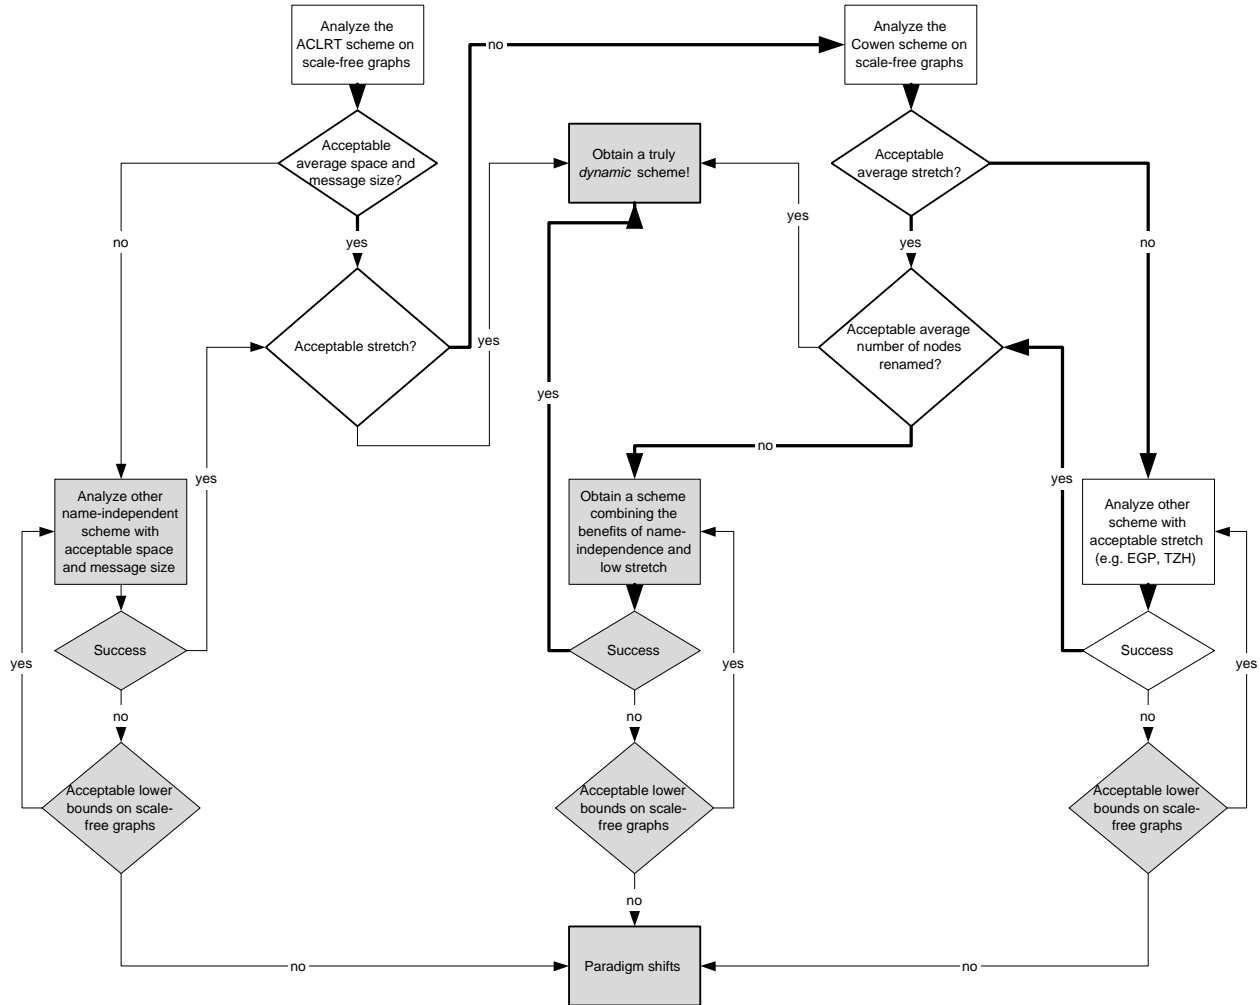 Analyze the
ACLRT scheme on
scale-free graphs
no
Analyze the
Cowen scheme on
scale-free graphs
Acceptable
average space and
message size?
Obtain a truly
dynamic scheme!
Acceptable
average stretch?
no
yes
yes
yes
no
Acceptable stretch?
yes
Acceptable average
number of nodes
renamed?
yes
no
yes
yes
Analyze other
name-independent
scheme with
acceptable space
and message size
Obtain a scheme
combining the
benefits of name-
independence and
low stretch
Analyze other
scheme with
acceptable stretch
(e.g. EGP, TZH)
Success
Success
Success
yes
yes
yes
no
no
no
Acceptable lower
bounds on scale-
free graphs
Acceptable lower
bounds on scale-
free graphs
Acceptable lower
bounds on scale-
free graphs
no
no
Paradigm shifts
no